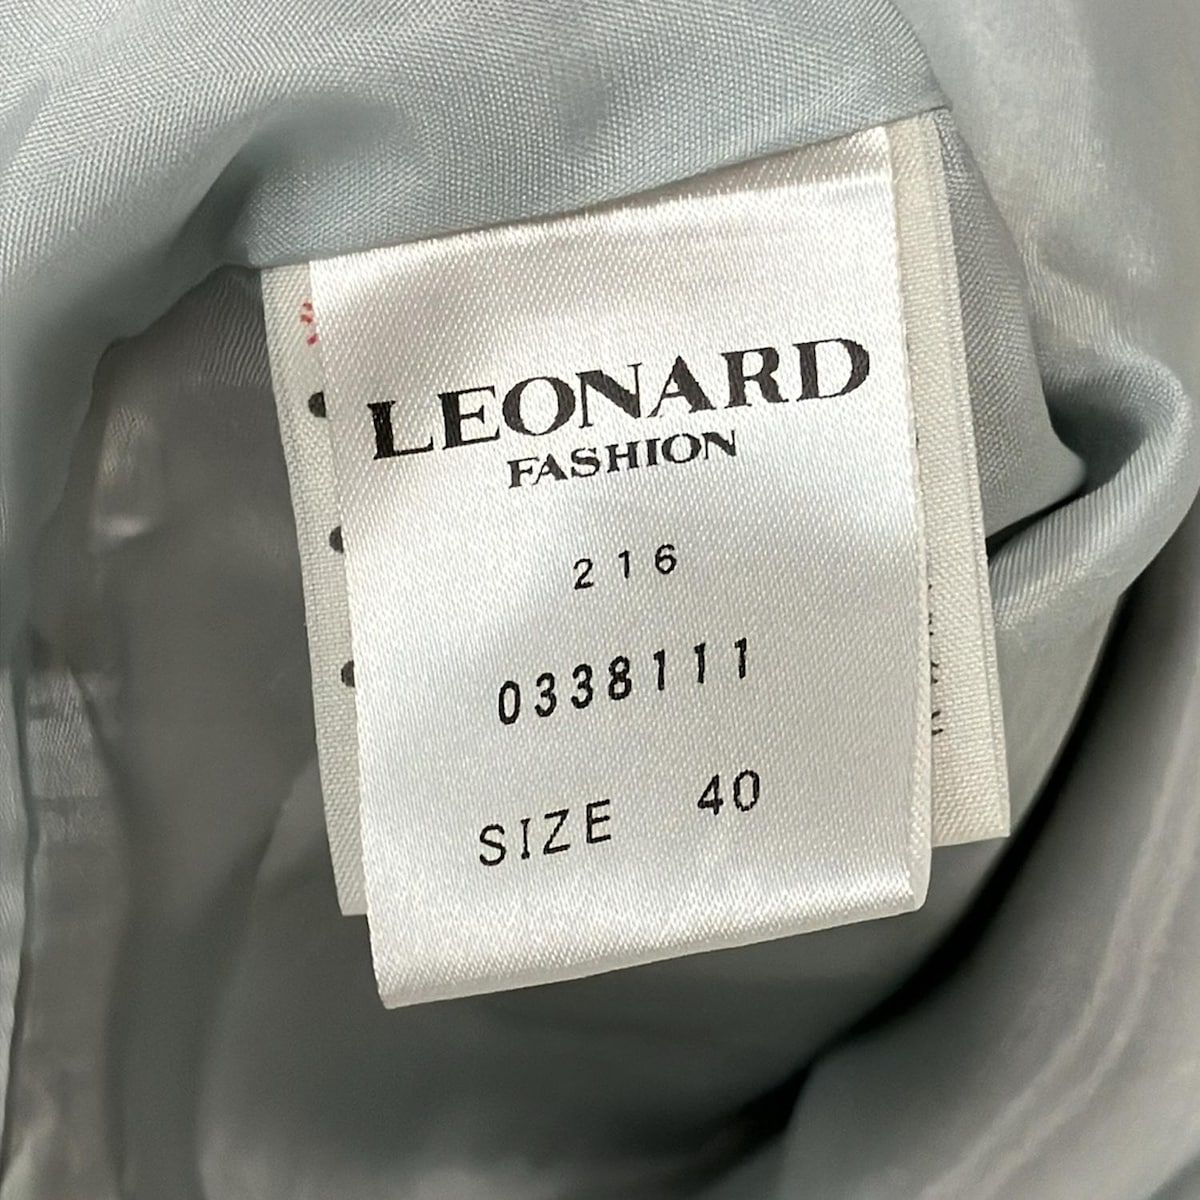 LEONARD
FASHION
216
0338111
SIZE 40